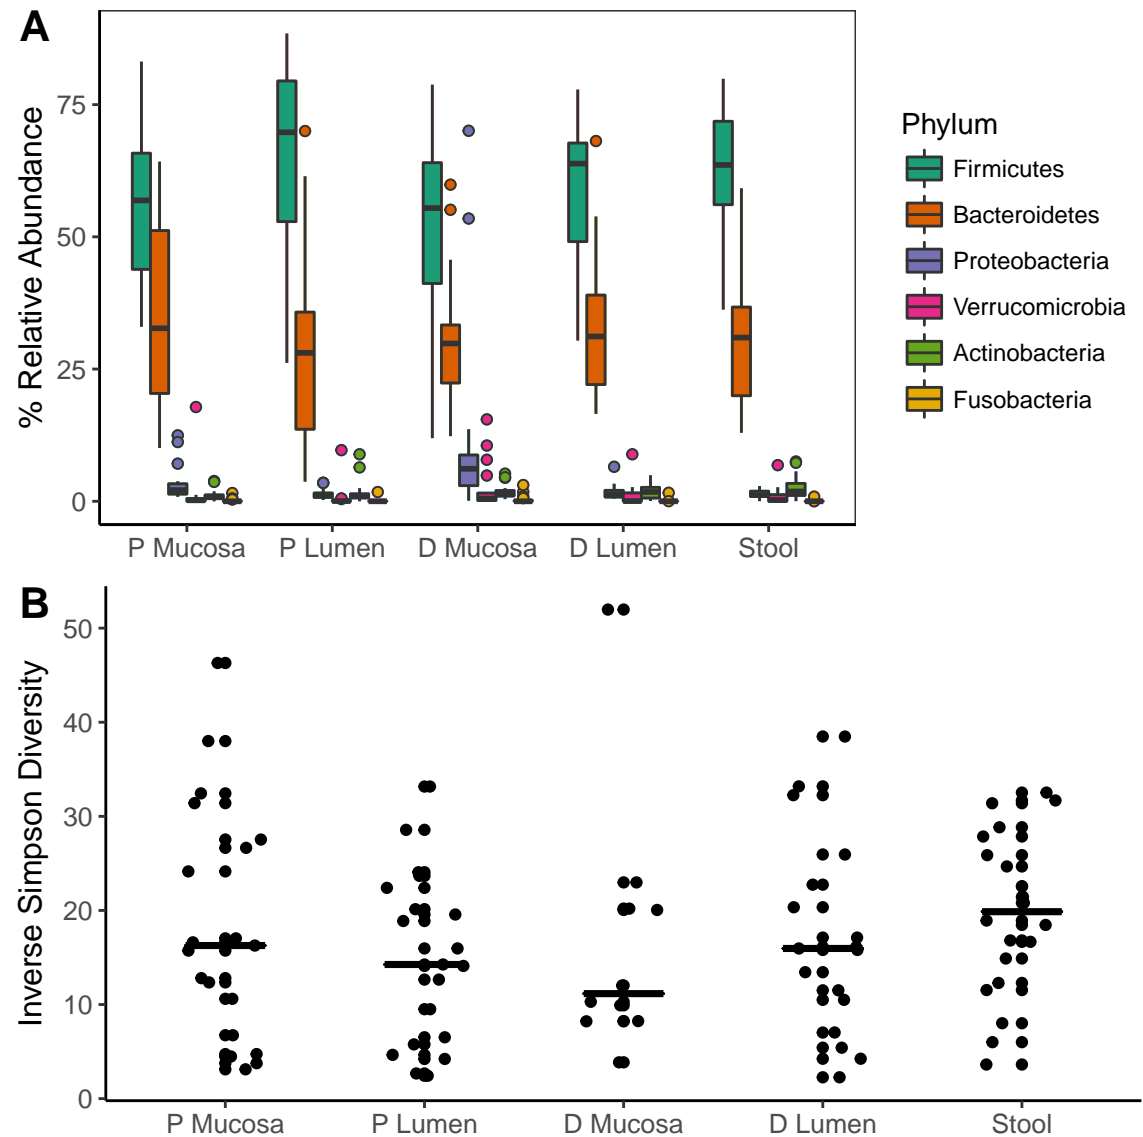 A
% Relative Abundance
75
50
25
0
P Mucosa P Lumen D Mucosa D Lumen Stool
Phylum
Firmicutes
Bacteroidetes
Proteobacteria
Verrucomicrobia
Actinobacteria
Fusobacteria
B
Inverse Simpson Diversity
50
40
30
20
10
0
P Mucosa P Lumen D Mucosa D Lumen Stool